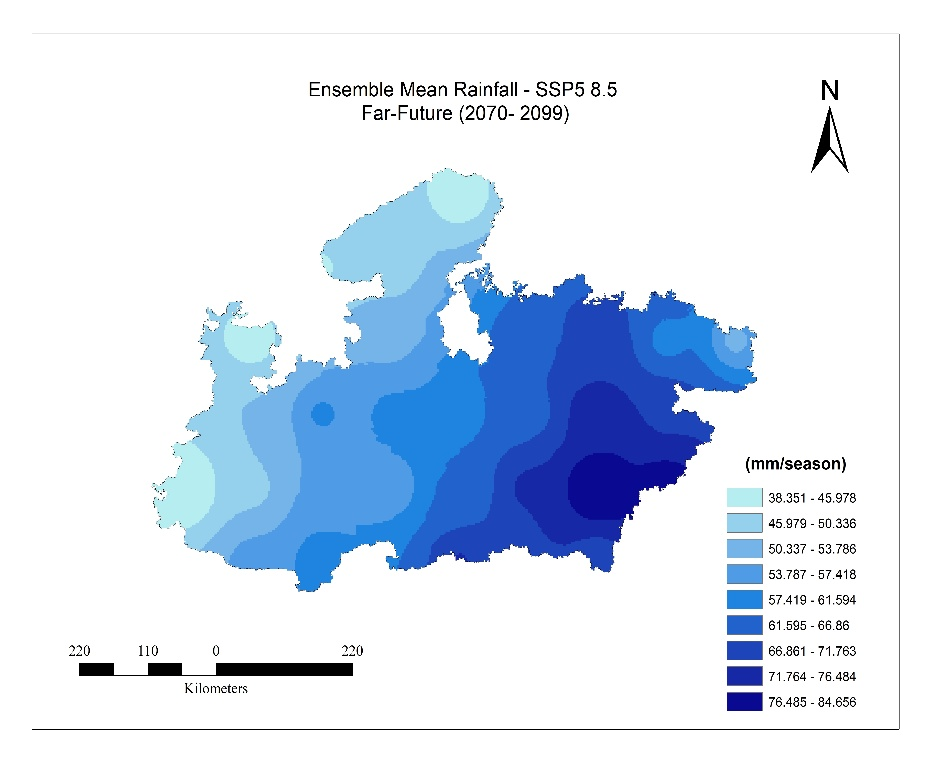 Ensemble Mean Rainfall - SSP5 8.5
Far-Future (2070- 2099)
N
(mm/season)
38.351 - 45.978
45.979 - 50.336
50.337 - 53.786
53.787 - 57.418
57.419 - 61.594
61.595 - 66.86
66.861 - 71.763
71.764 - 76.484
76.485 - 84.656
220 110 0 220
Kilometers